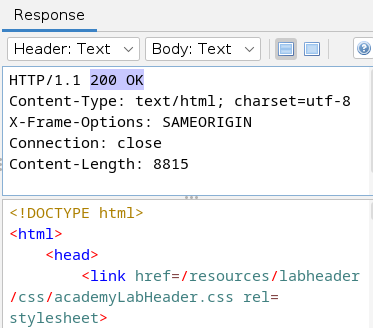 Response
Header: Text Body: Text
HTTP/1.1 200 OK
Content-Type: text/html; charset=utf-8
X-Frame-Options: SAMEORIGIN
Connection: close
Content-Length: 8815
<!DOCTYPE html>
<html>
<head>
<link href=/resources/labheader
/css/academyLabHeader.css rel=
stylesheet>